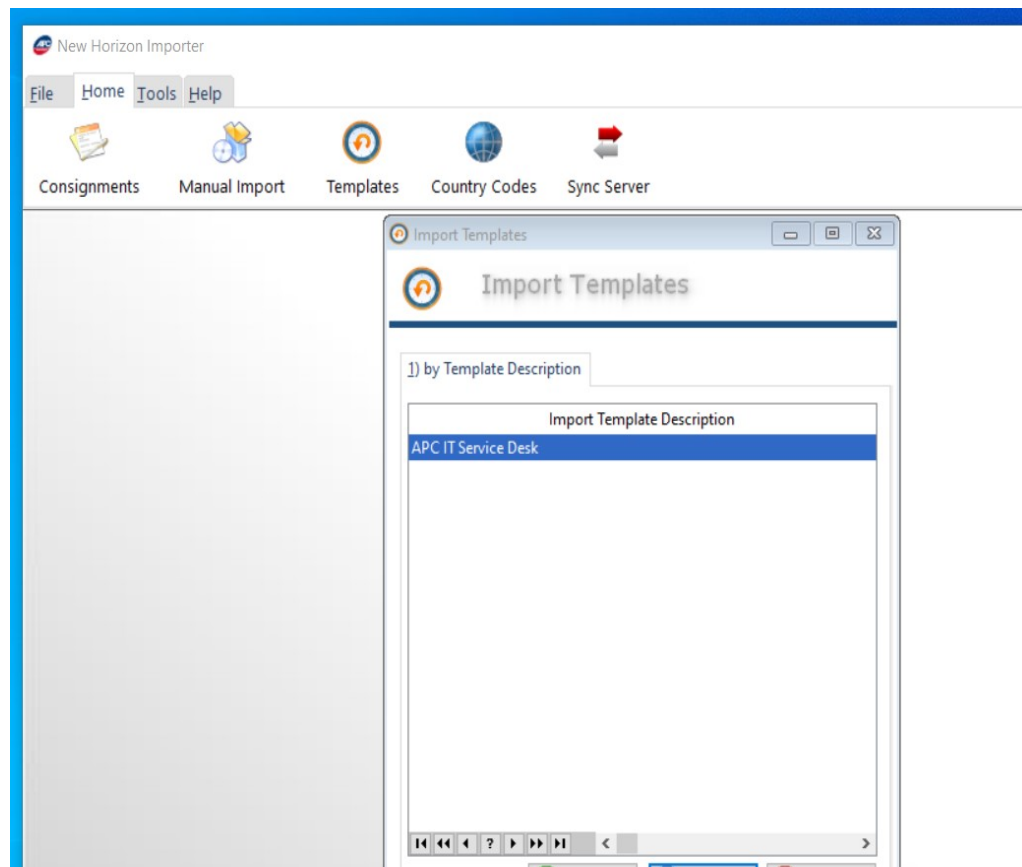 New Horizon Importer
File Home Tools Help
Consignments Manual Import Templates Country Codes Sync Server
Import Templates
Import Templates
1) by Template Description
Import Template Description
APC IT Service Desk
?